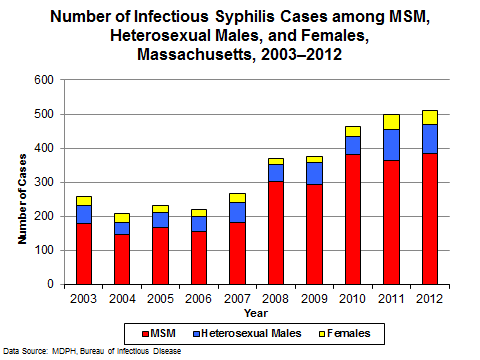 Number of Infectious Syphilis Cases among MSM,
Heterosexual Males, and Females,
Massachusetts, 2003–2012
600
500
400
300
200
100
0
Number of Cases
2003 2004 2005 2006 2007 2008 2009 2010 2011 2012
Year
MSM Heterosexual Males Females
Data Source: MDPH, Bureau of Infectious Disease